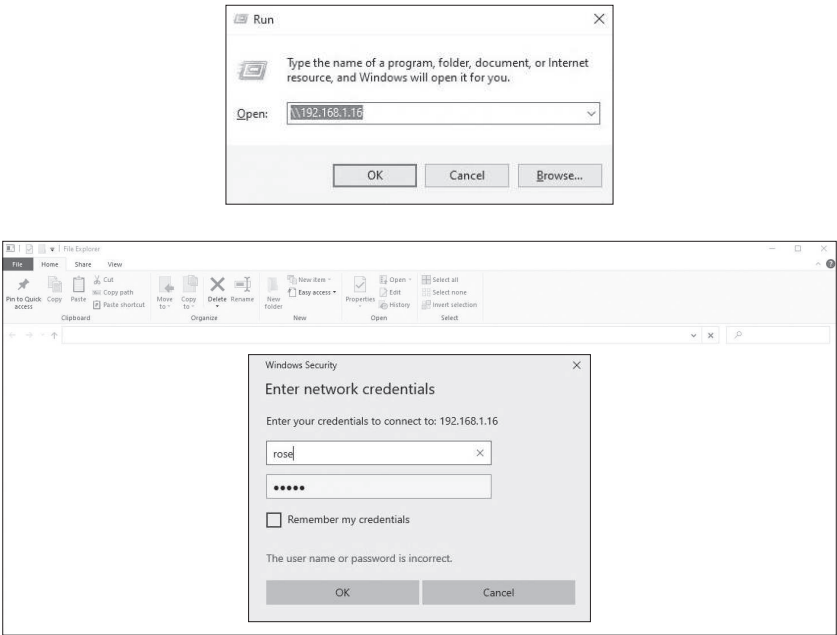 Run
Type the name of a program, folder, document, or Internet
resource, and Windows will open it for you.
Open: \\192.168.1.16
OK Cancel Browse...
File Explorer
File Home Share View
Pin to Quick access
Copy
Paste
Cut
Copy path
Paste shortcut
Clipboard
Move to
Copy to
Delete
Rename
Organize
New folder
New item
Easy access
New
Properties
Open
Edit
History
Open
Select all
Select none
Invert selection
Select
Windows Security
Enter network credentials
Enter your credentials to connect to: 192.168.1.16
rose
Remember my credentials
The user name or password is incorrect.
OK Cancel